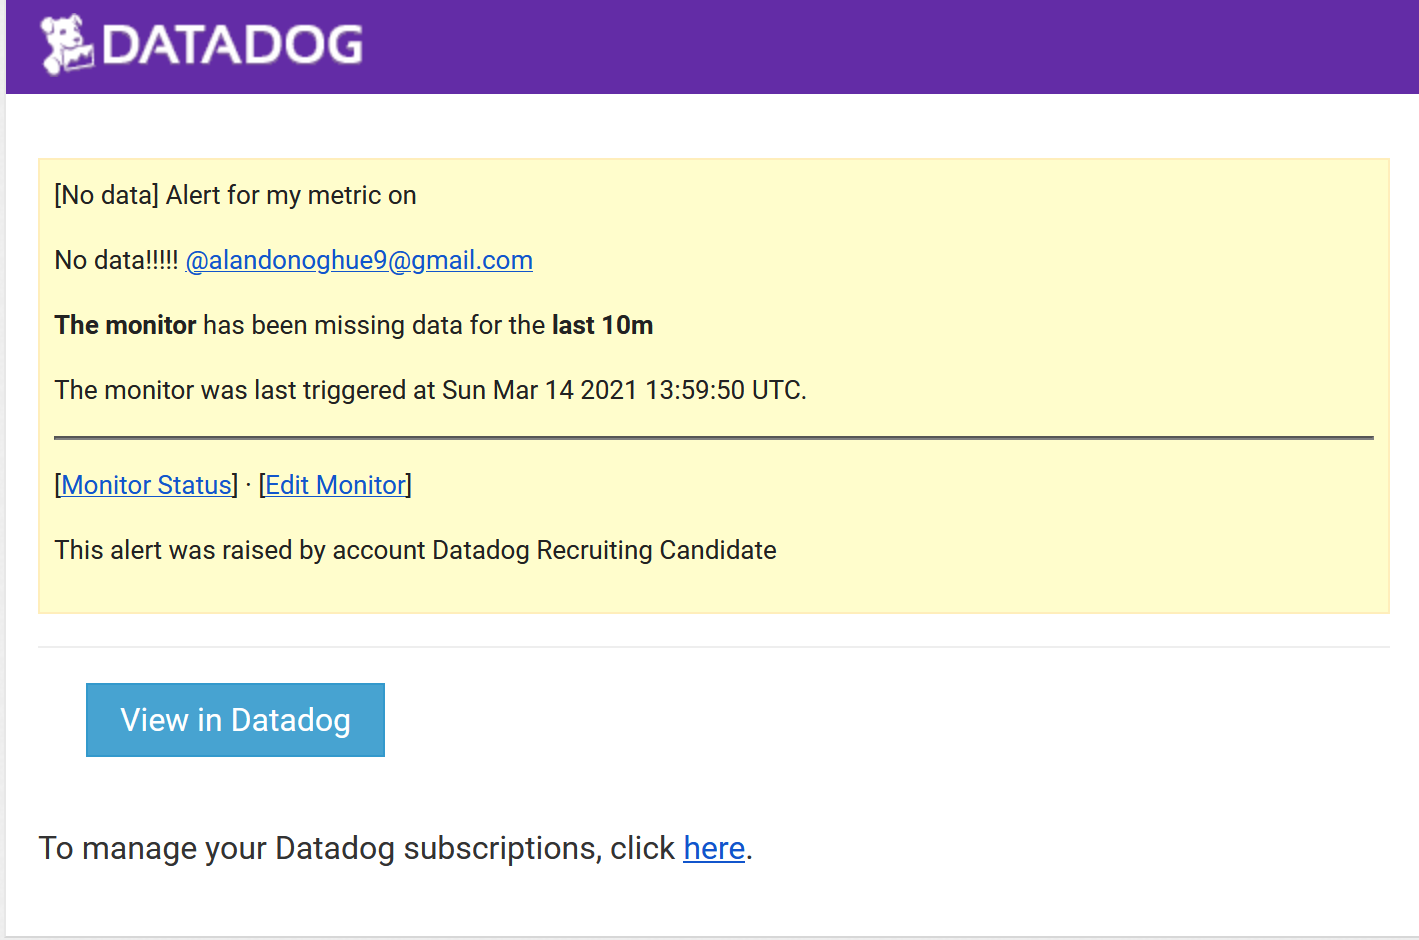 DATADOG
[No data] Alert for my metric on
No data!!!!! @alandonoghue9@gmail.com
The monitor has been missing data for the last 10m
The monitor was last triggered at Sun Mar 14 2021 13:59:50 UTC.
[Monitor Status] · [Edit Monitor]
This alert was raised by account Datadog Recruiting Candidate
View in Datadog
To manage your Datadog subscriptions, click here.